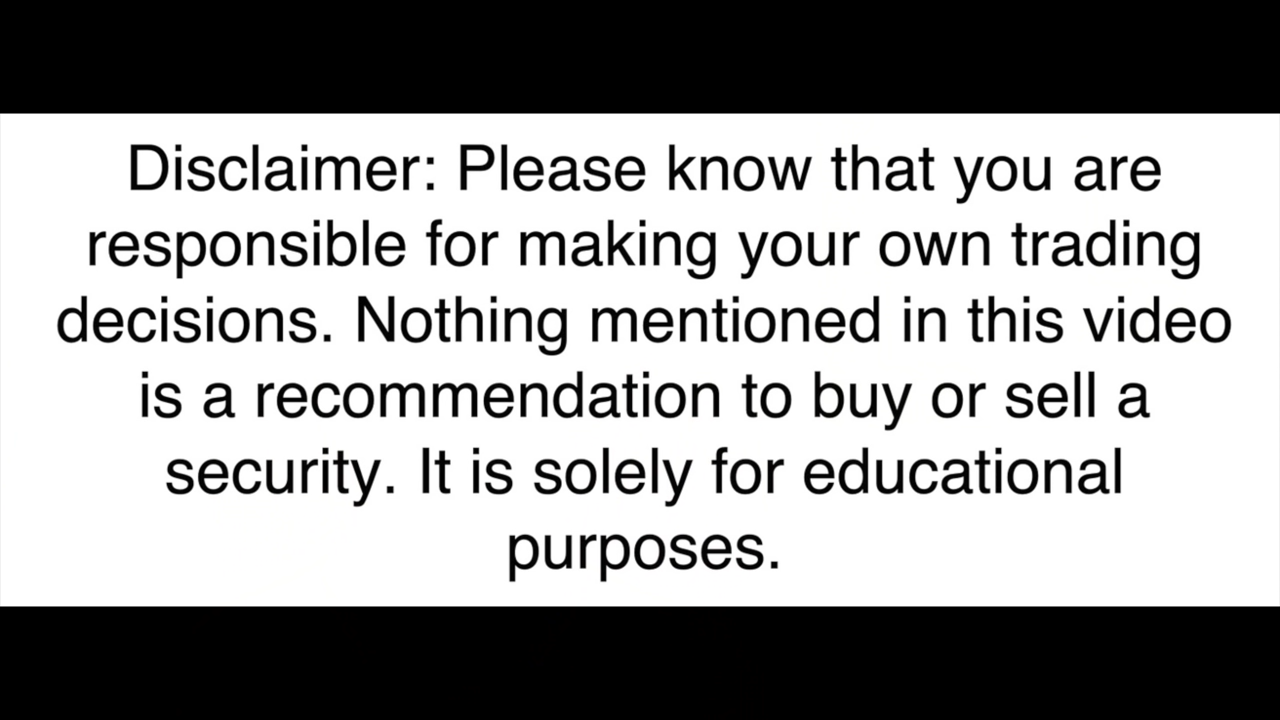 Disclaimer: Please know that you are
responsible for making your own trading
decisions. Nothing mentioned in this video
is a recommendation to buy or sell a
security. It is solely for educational
purposes.